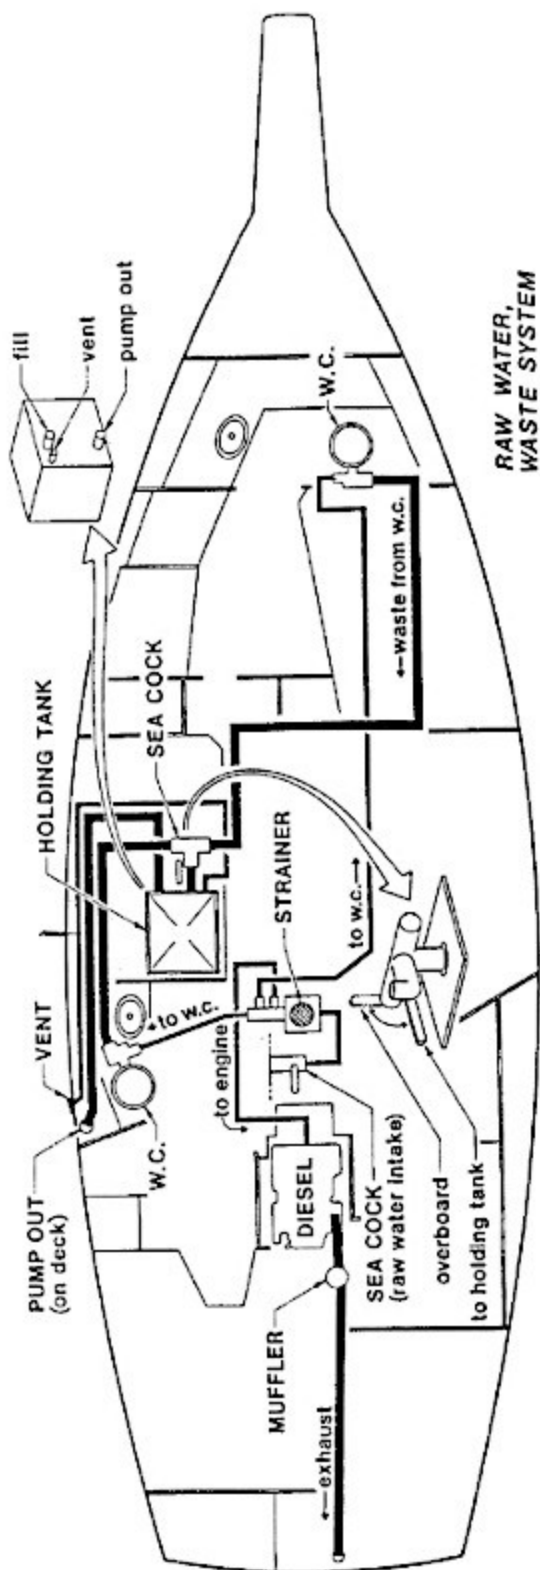 fill
vent
pump out
HOLDING TANK
SEA COCK
W.C.
VENT
PUMP OUT
(on deck)
W.C.
←to w.c.
to engine
STRAINER
to w.c.→
←waste from w.c.
DIESEL
MUFFLER
←exhaust
SEA COCK
(raw water intake)
overboard
to holding tank
RAW WATER,
WASTE SYSTEM